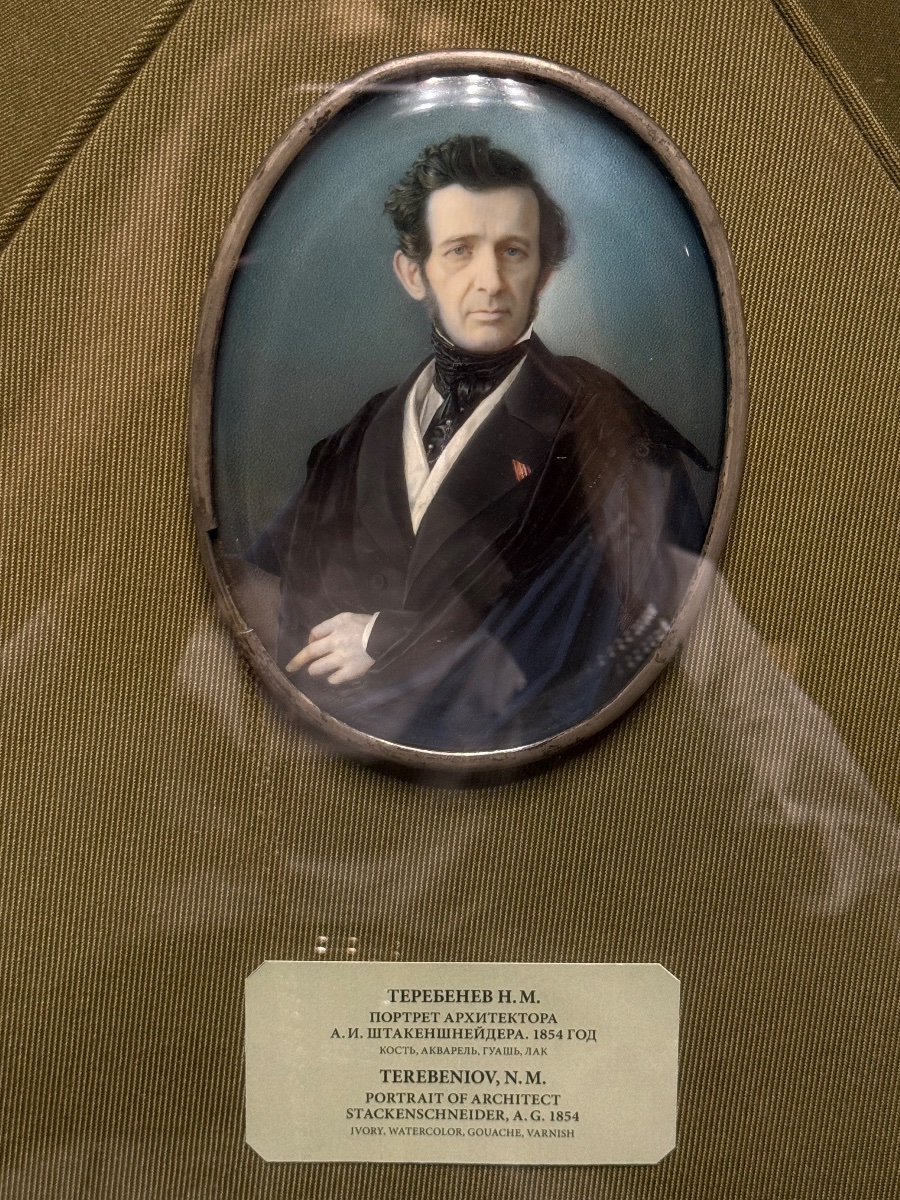 ТЕРЕБЕНЕВ Н. М.
ПОРТРЕТ АРХИТЕКТОРА
А. И. ШТАКЕНШНЕЙДЕРА. 1854 ГОД
КОСТЬ, АКВАРЕЛЬ, ГУАШЬ, ЛАК
TEREBENIOV, N. M.
PORTRAIT OF ARCHITECT
STACKENSCHNEIDER, A. G. 1854
IVORY, WATERCOLOR, GOUACHE, VARNISH